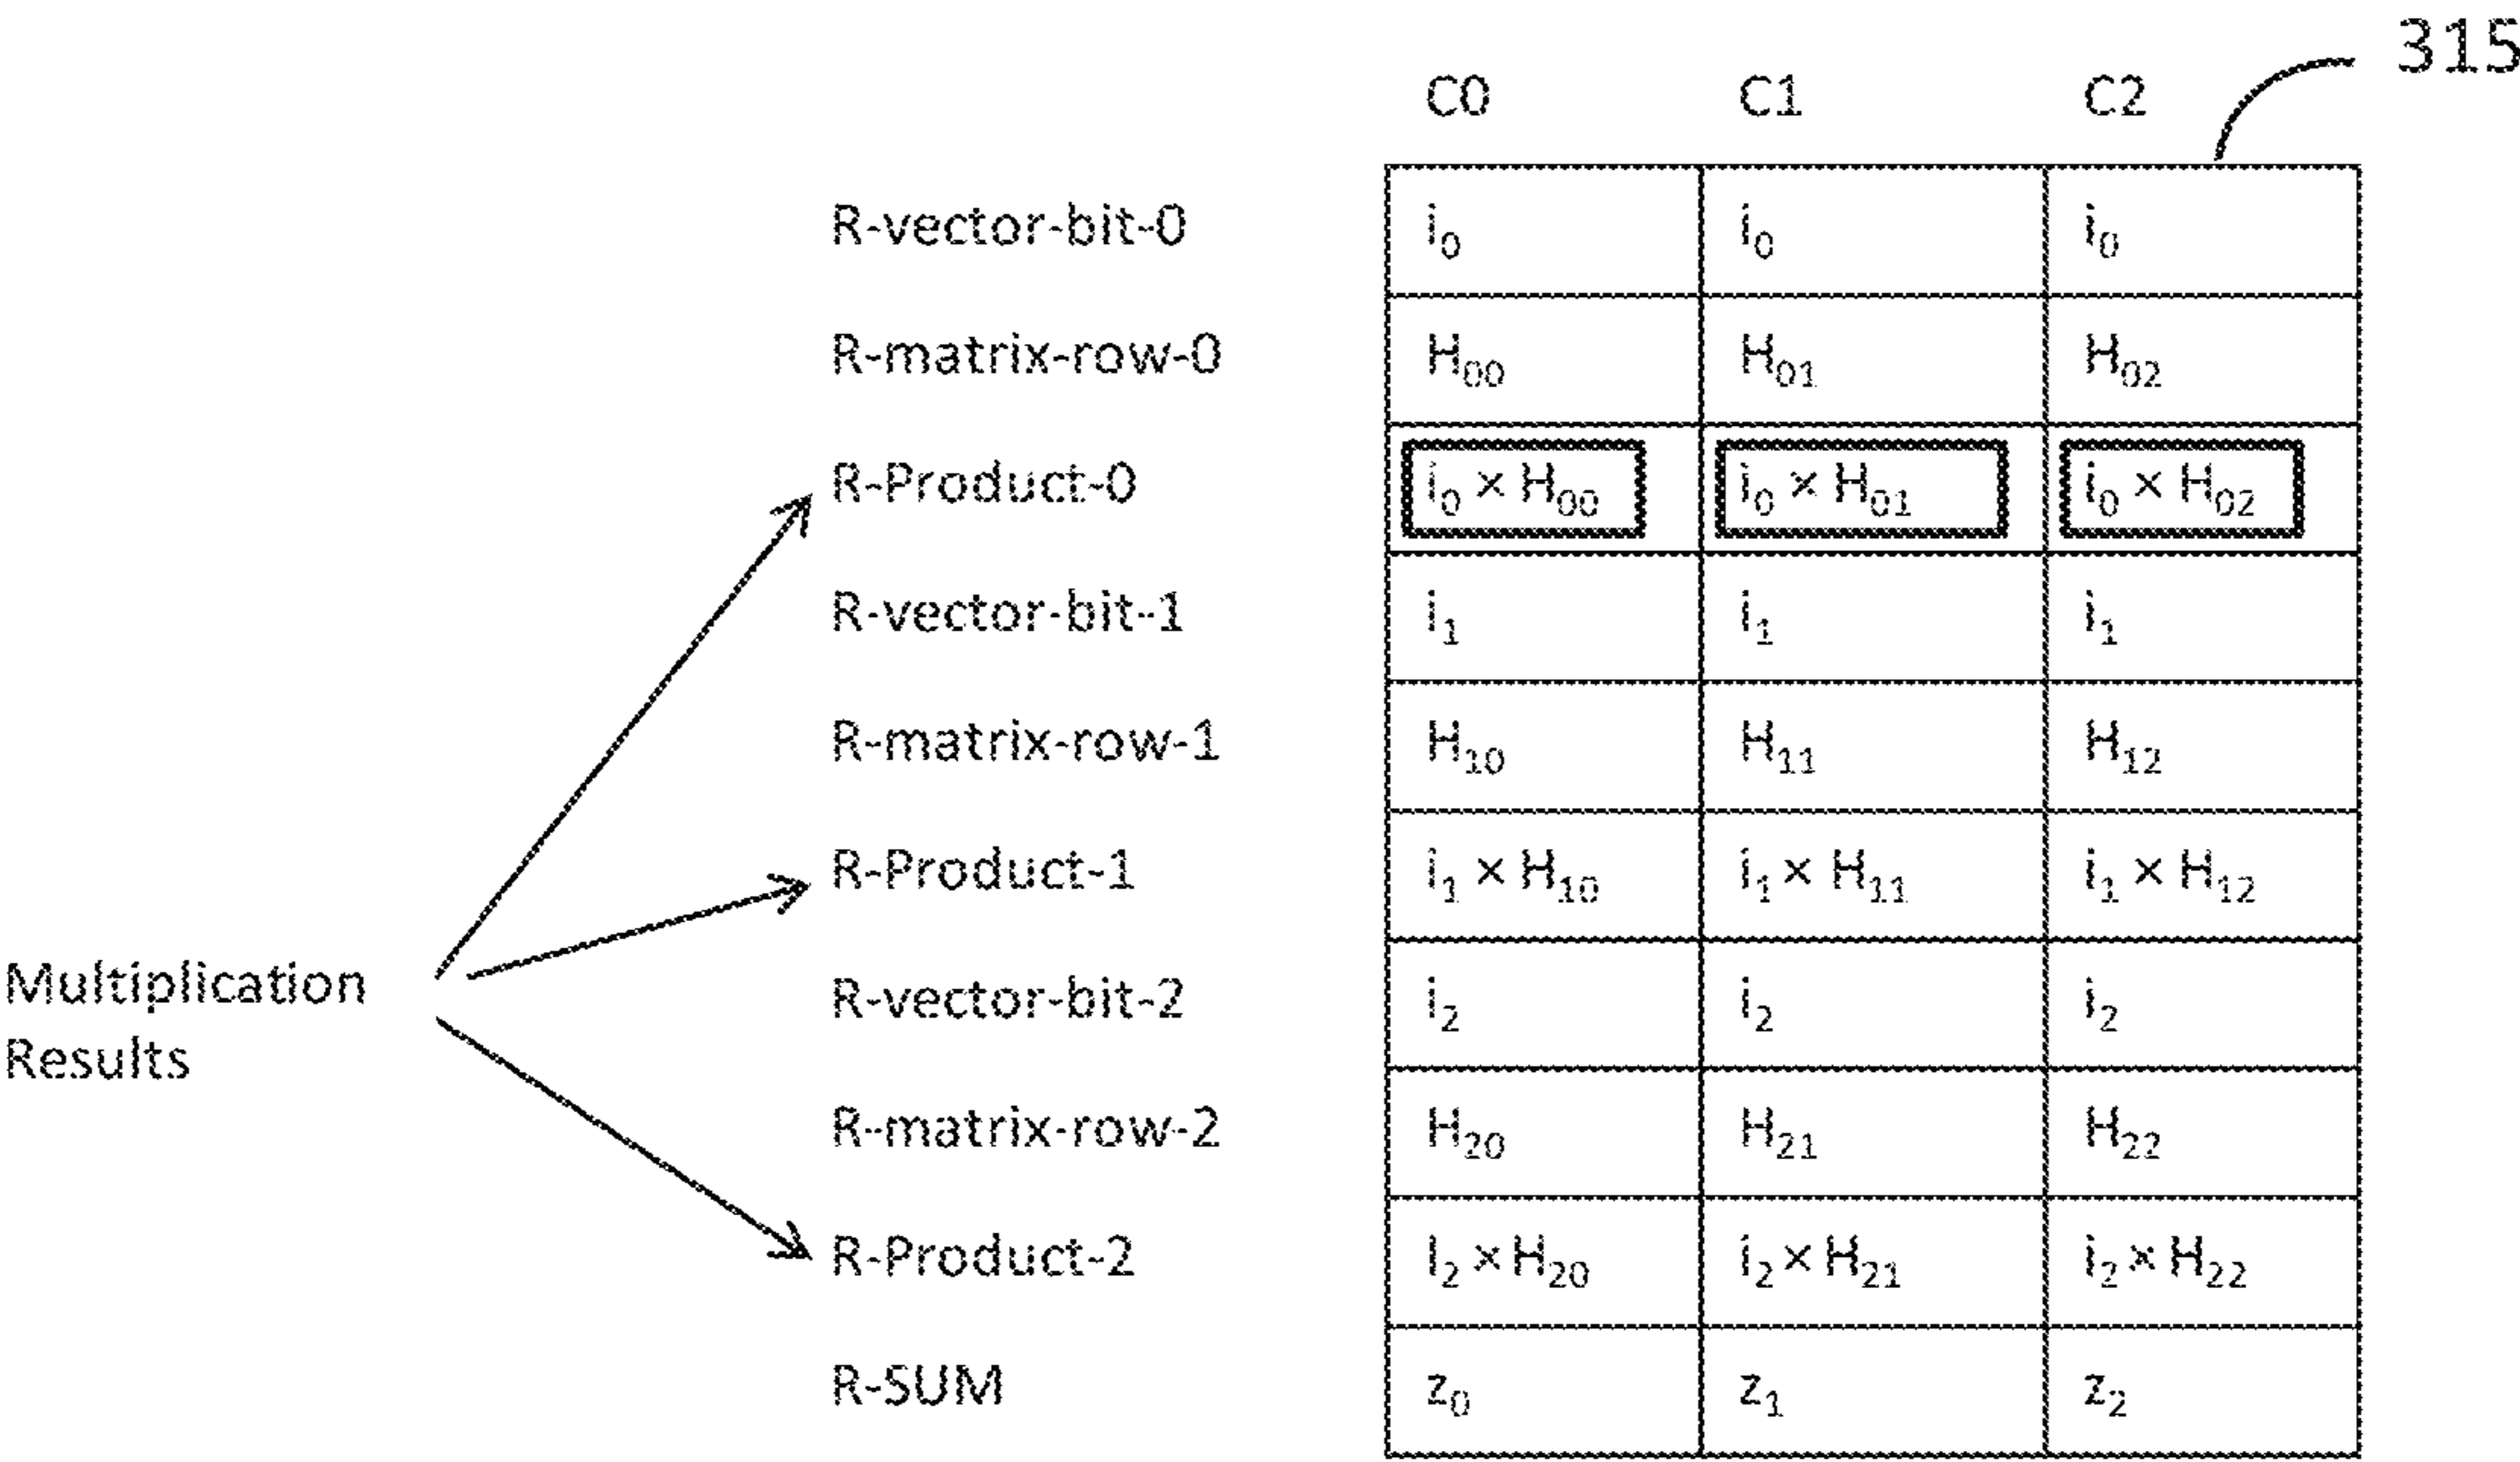 315
C0 C1 C2
R-vector-bit-0 i₀ i₀ i₀
R-matrix-row-0 H₀₀ H₀₁ H₀₂
R-Product-0 i₀ × H₀₀ i₀ × H₀₁ i₀ × H₀₂
R-vector-bit-1 i₁ i₁ i₁
R-matrix-row-1 H₁₀ H₁₁ H₁₂
R-Product-1 i₁ × H₁₀ i₁ × H₁₁ i₁ × H₁₂
Multiplication
Results
R-vector-bit-2 i₂ i₂ i₂
R-matrix-row-2 H₂₀ H₂₁ H₂₂
R-Product-2 I₂ × H₂₀ i₂ × H₂₁ i₂ × H₂₂
R-SUM z₀ z₁ z₂